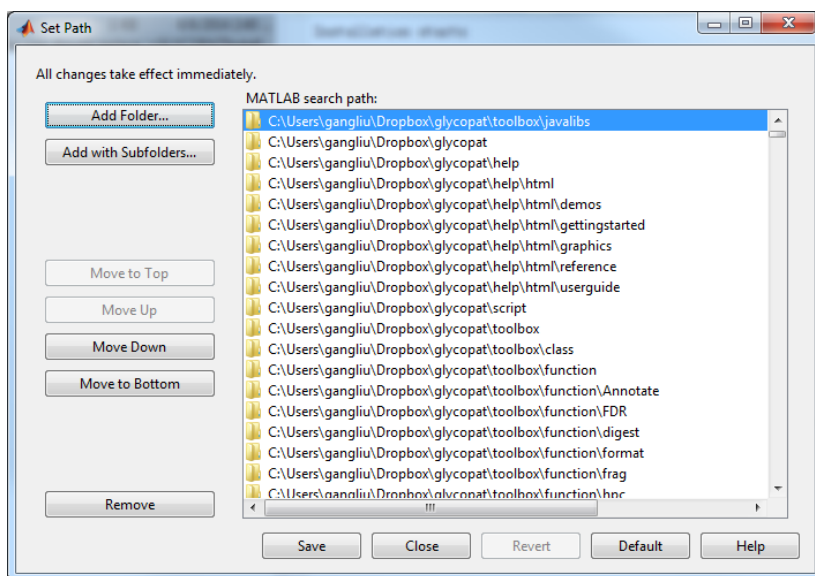 Set Path
All changes take effect immediately.
MATLAB search path:
Add Folder...
Add with Subfolders...
Move to Top
Move Up
Move Down
Move to Bottom
Remove
C:\Users\gangliu\Dropbox\glycopat\toolbox\javalibs
C:\Users\gangliu\Dropbox\glycopat
C:\Users\gangliu\Dropbox\glycopat\help
C:\Users\gangliu\Dropbox\glycopat\help\html
C:\Users\gangliu\Dropbox\glycopat\help\html\demos
C:\Users\gangliu\Dropbox\glycopat\help\html\gettingstarted
C:\Users\gangliu\Dropbox\glycopat\help\html\graphics
C:\Users\gangliu\Dropbox\glycopat\help\html\reference
C:\Users\gangliu\Dropbox\glycopat\help\html\userguide
C:\Users\gangliu\Dropbox\glycopat\script
C:\Users\gangliu\Dropbox\glycopat\toolbox
C:\Users\gangliu\Dropbox\glycopat\toolbox\class
C:\Users\gangliu\Dropbox\glycopat\toolbox\function
C:\Users\gangliu\Dropbox\glycopat\toolbox\function\Annotate
C:\Users\gangliu\Dropbox\glycopat\toolbox\function\FDR
C:\Users\gangliu\Dropbox\glycopat\toolbox\function\digest
C:\Users\gangliu\Dropbox\glycopat\toolbox\function\format
C:\Users\gangliu\Dropbox\glycopat\toolbox\function\frag
C:\Users\gangliu\Dropbox\glycopat\toolbox\function\hpc
Save
Close
Revert
Default
Help